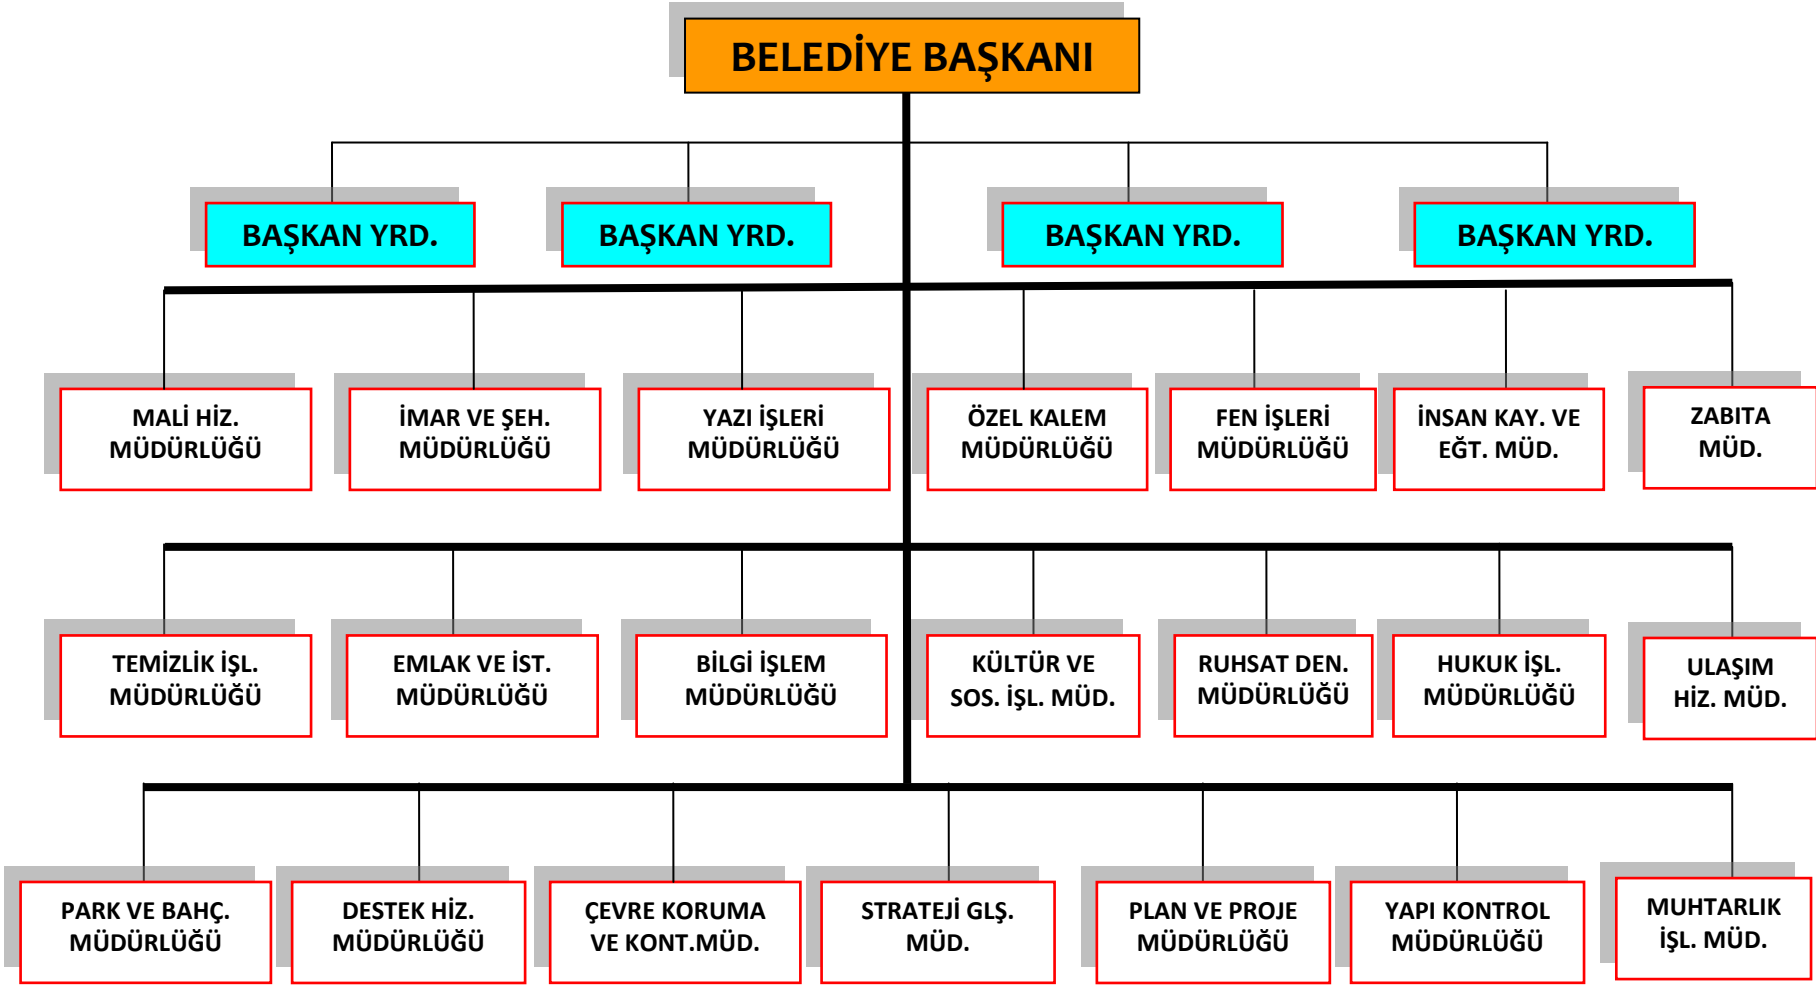 BELEDİYE BAŞKANI
BAŞKAN YRD.
BAŞKAN YRD.
BAŞKAN YRD.
BAŞKAN YRD.
MALİ HİZ.
MÜDÜRLÜĞÜ
İMAR VE ŞEH.
MÜDÜRLÜĞÜ
YAZI İŞLERİ
MÜDÜRLÜĞÜ
ÖZEL KALEM
MÜDÜRLÜĞÜ
FEN İŞLERİ
MÜDÜRLÜĞÜ
İNSAN KAY. VE
EĞT. MÜD.
ZABITA
MÜD.
TEMİZLİK İŞL.
MÜDÜRLÜĞÜ
EMLAK VE İST.
MÜDÜRLÜĞÜ
BİLGİ İŞLEM
MÜDÜRLÜĞÜ
KÜLTÜR VE
SOS. İŞL. MÜD.
RUHSAT DEN.
MÜDÜRLÜĞÜ
HUKUK İŞL.
MÜDÜRLÜĞÜ
ULAŞIM
HİZ. MÜD.
PARK VE BAHÇ.
MÜDÜRLÜĞÜ
DESTEK HİZ.
MÜDÜRLÜĞÜ
ÇEVRE KORUMA
VE KONT.MÜD.
STRATEJİ GLŞ.
MÜD.
PLAN VE PROJE
MÜDÜRLÜĞÜ
YAPI KONTROL
MÜDÜRLÜĞÜ
MUHTARLIK
İŞL. MÜD.